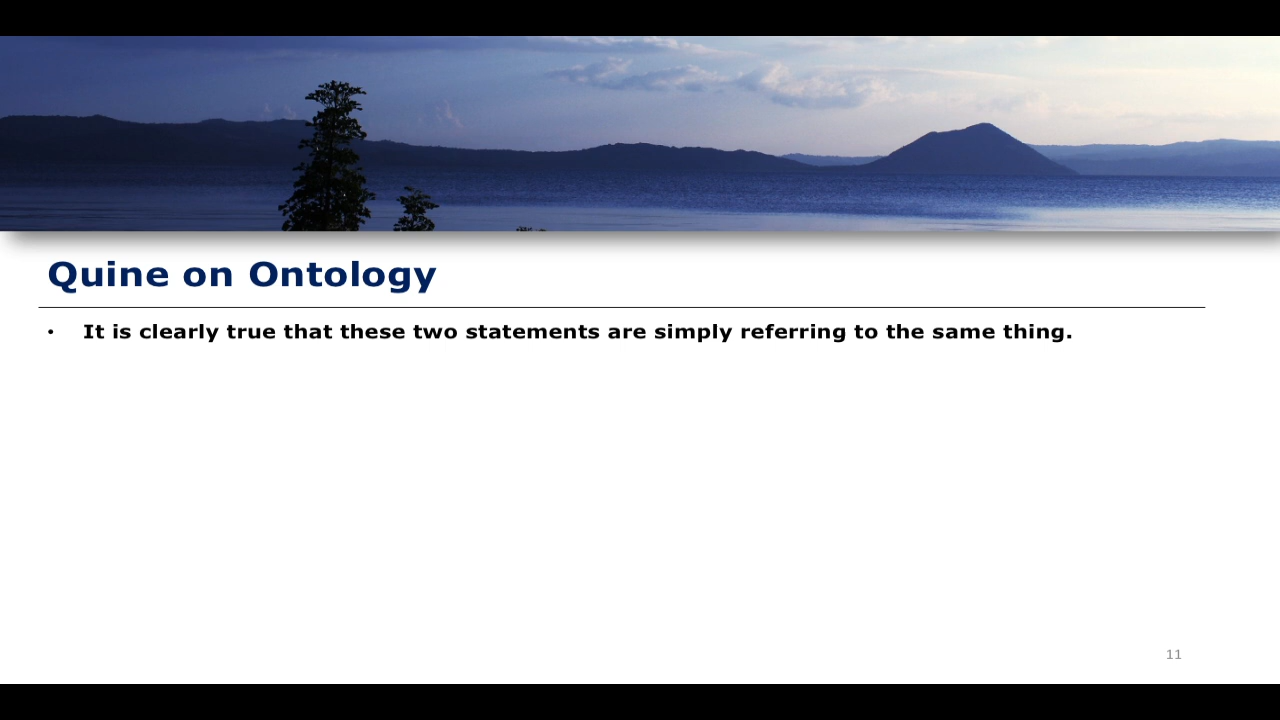 Quine on Ontology
• It is clearly true that these two statements are simply referring to the same thing.
11